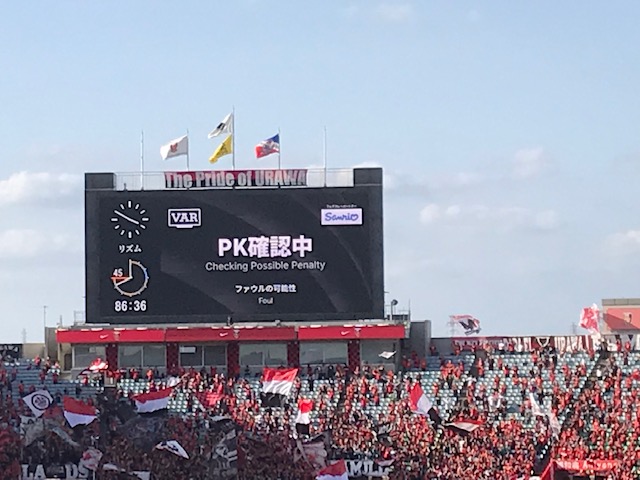 The Pride of URAWA
VAR
Sanrio
リズム
PK確認中
Checking Possible Penalty
45
ファウルの可能性
Foul
86:36